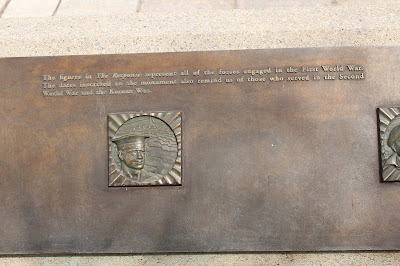 The figures in The Response represent all of the forces engaged in the First World War.
The dates inscribed on the monument also remind us of those who served in the Second
World War and the Korean War.